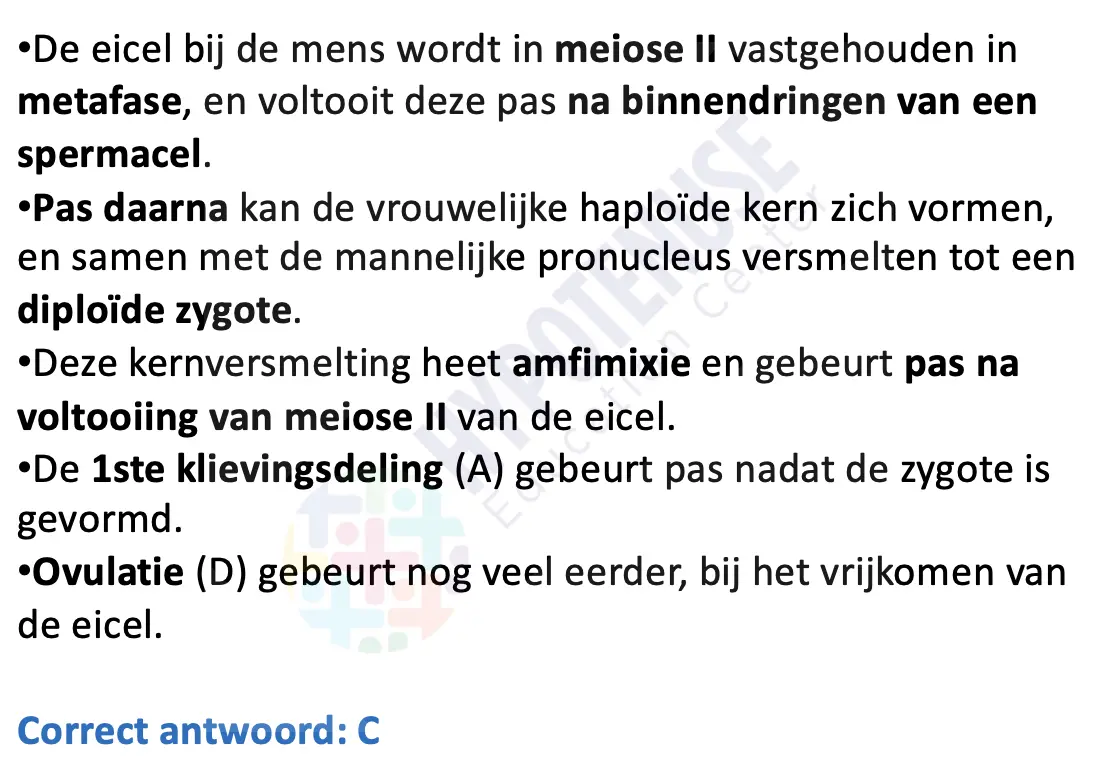 •De eicel bij de mens wordt in meiose II vastgehouden in
metafase, en voltooit deze pas na binnendringen van een
spermacel.
•Pas daarna kan de vrouwelijke haploïde kern zich vormen,
en samen met de mannelijke pronucleus versmelten tot een
diploïde zygote.
•Deze kernversmelting heet amfimixie en gebeurt pas na
voltooiing van meiose II van de eicel.
•De 1ste klievingsdeling (A) gebeurt pas nadat de zygote is
gevormd.
•Ovulatie (D) gebeurt nog veel eerder, bij het vrijkomen van
de eicel.
Correct antwoord: C
HYPOTENUSE
Education Center